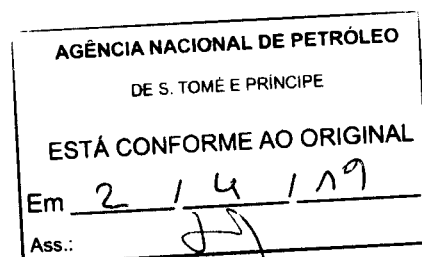 AGÊNCIA NACIONAL DE PETRÓLEO
DE S. TOMÉ E PRÍNCIPE
ESTÁ CONFORME AO ORIGINAL
Em 2 / 4 / 19
Ass.: